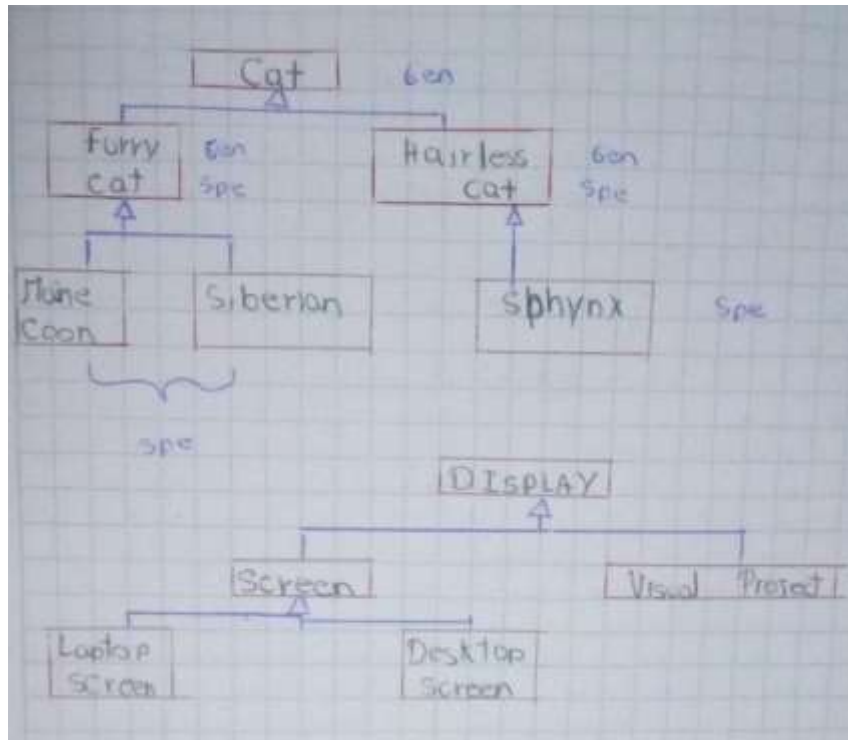 Cat Gen
Furry Gen Hairless Gen
cat Spe cat Spe
Maine Siberian Sphynx Spe
Coon
spe
DISPLAY
Screen Visual Project
Laptop Desktop
Screen Screen